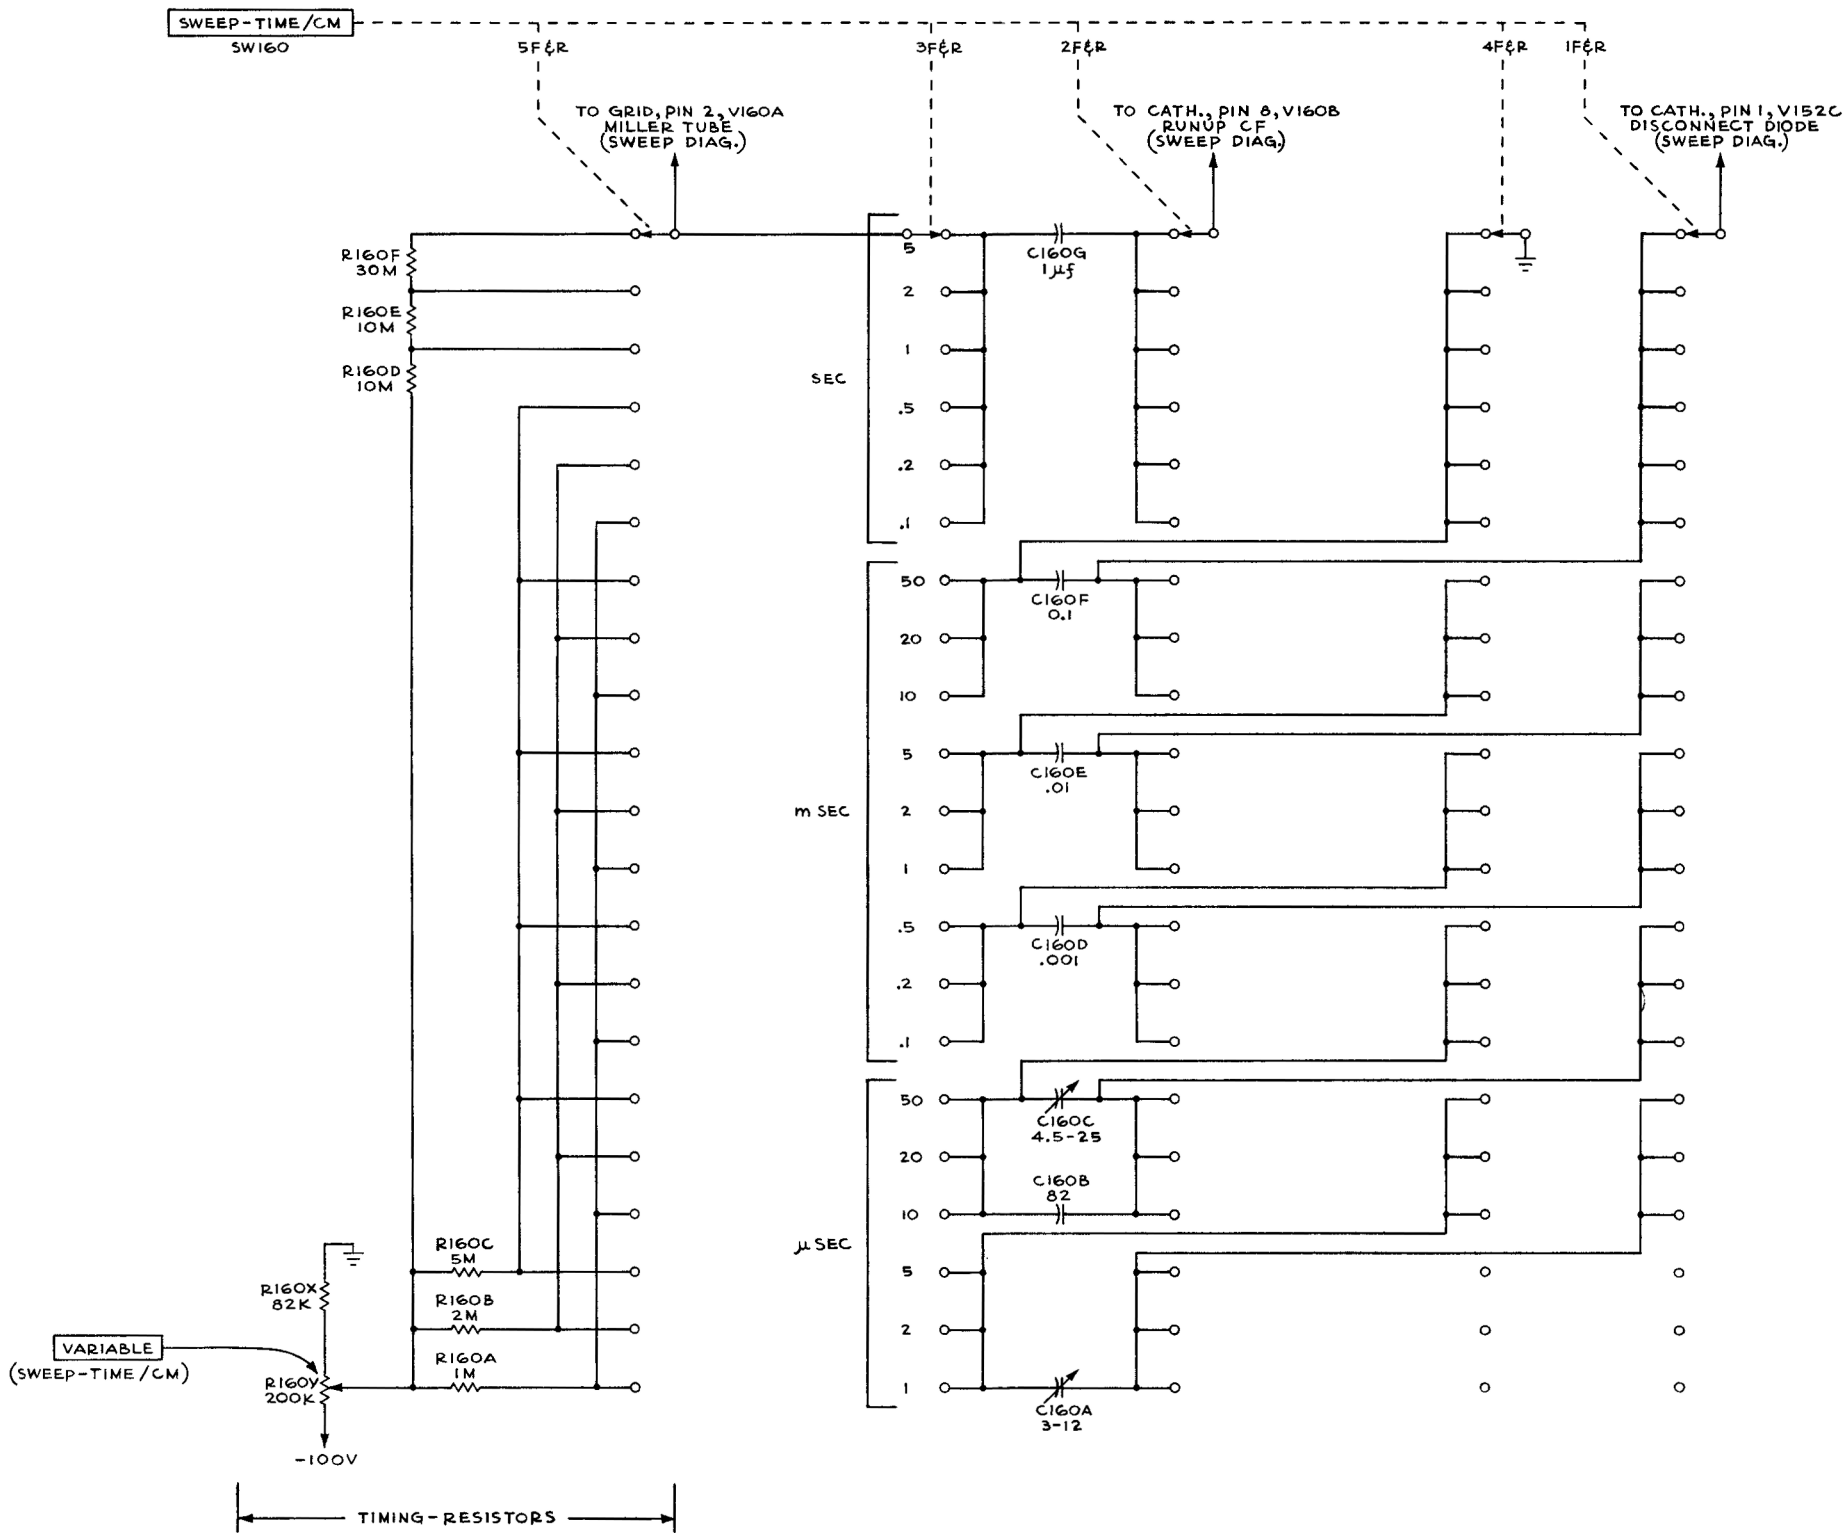 SWEEP-TIME/CM
SW160
5F&R
3F&R
2F&R
4F&R
1F&R
TO GRID, PIN 2, V160A
MILLER TUBE
(SWEEP DIAG.)
TO CATH., PIN 8, V160B
RUNUP CF
(SWEEP DIAG.)
TO CATH., PIN 1, V152C
DISCONNECT DIODE
(SWEEP DIAG.)
R160F
30M
R160E
10M
R160D
10M
SEC
5
2
1
.5
.2
.1
C160G
1µf
m SEC
50
20
10
5
2
1
.5
.2
.1
C160F
0.1
C160E
.01
C160D
.001
µ SEC
50
20
10
5
2
1
C160C
4.5-25
C160B
82
C160A
3-12
R160C
5M
R160B
2M
R160A
1M
R160X
82K
VARIABLE
(SWEEP-TIME/CM)
R160Y
200K
-100V
TIMING-RESISTORS